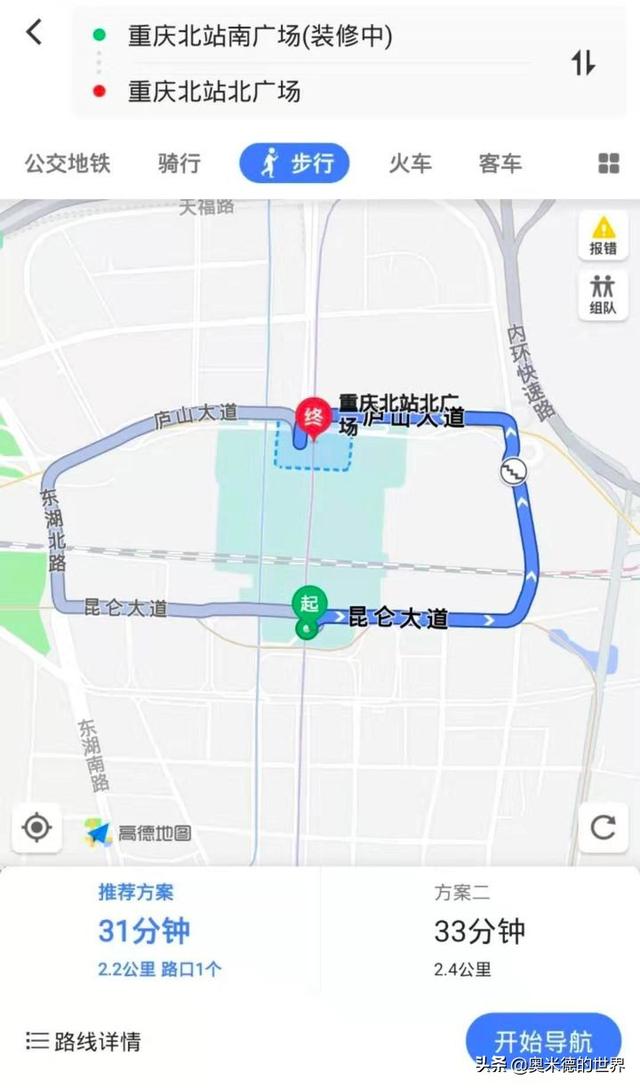 重庆北站南广场(装修中)
重庆北站北广场
公交地铁
骑行
步行
火车
客车
天福路
报错
组队
内环快速路
重庆北站北广
场
庐山大道
庐山大道
终
东湖北路
起
昆仑大道
昆仑大道
东湖南路
高德地图
推荐方案
方案二
31分钟
33分钟
2.2公里 路口1个
2.4公里
路线详情
开始导航
头条 @奥米德的世界